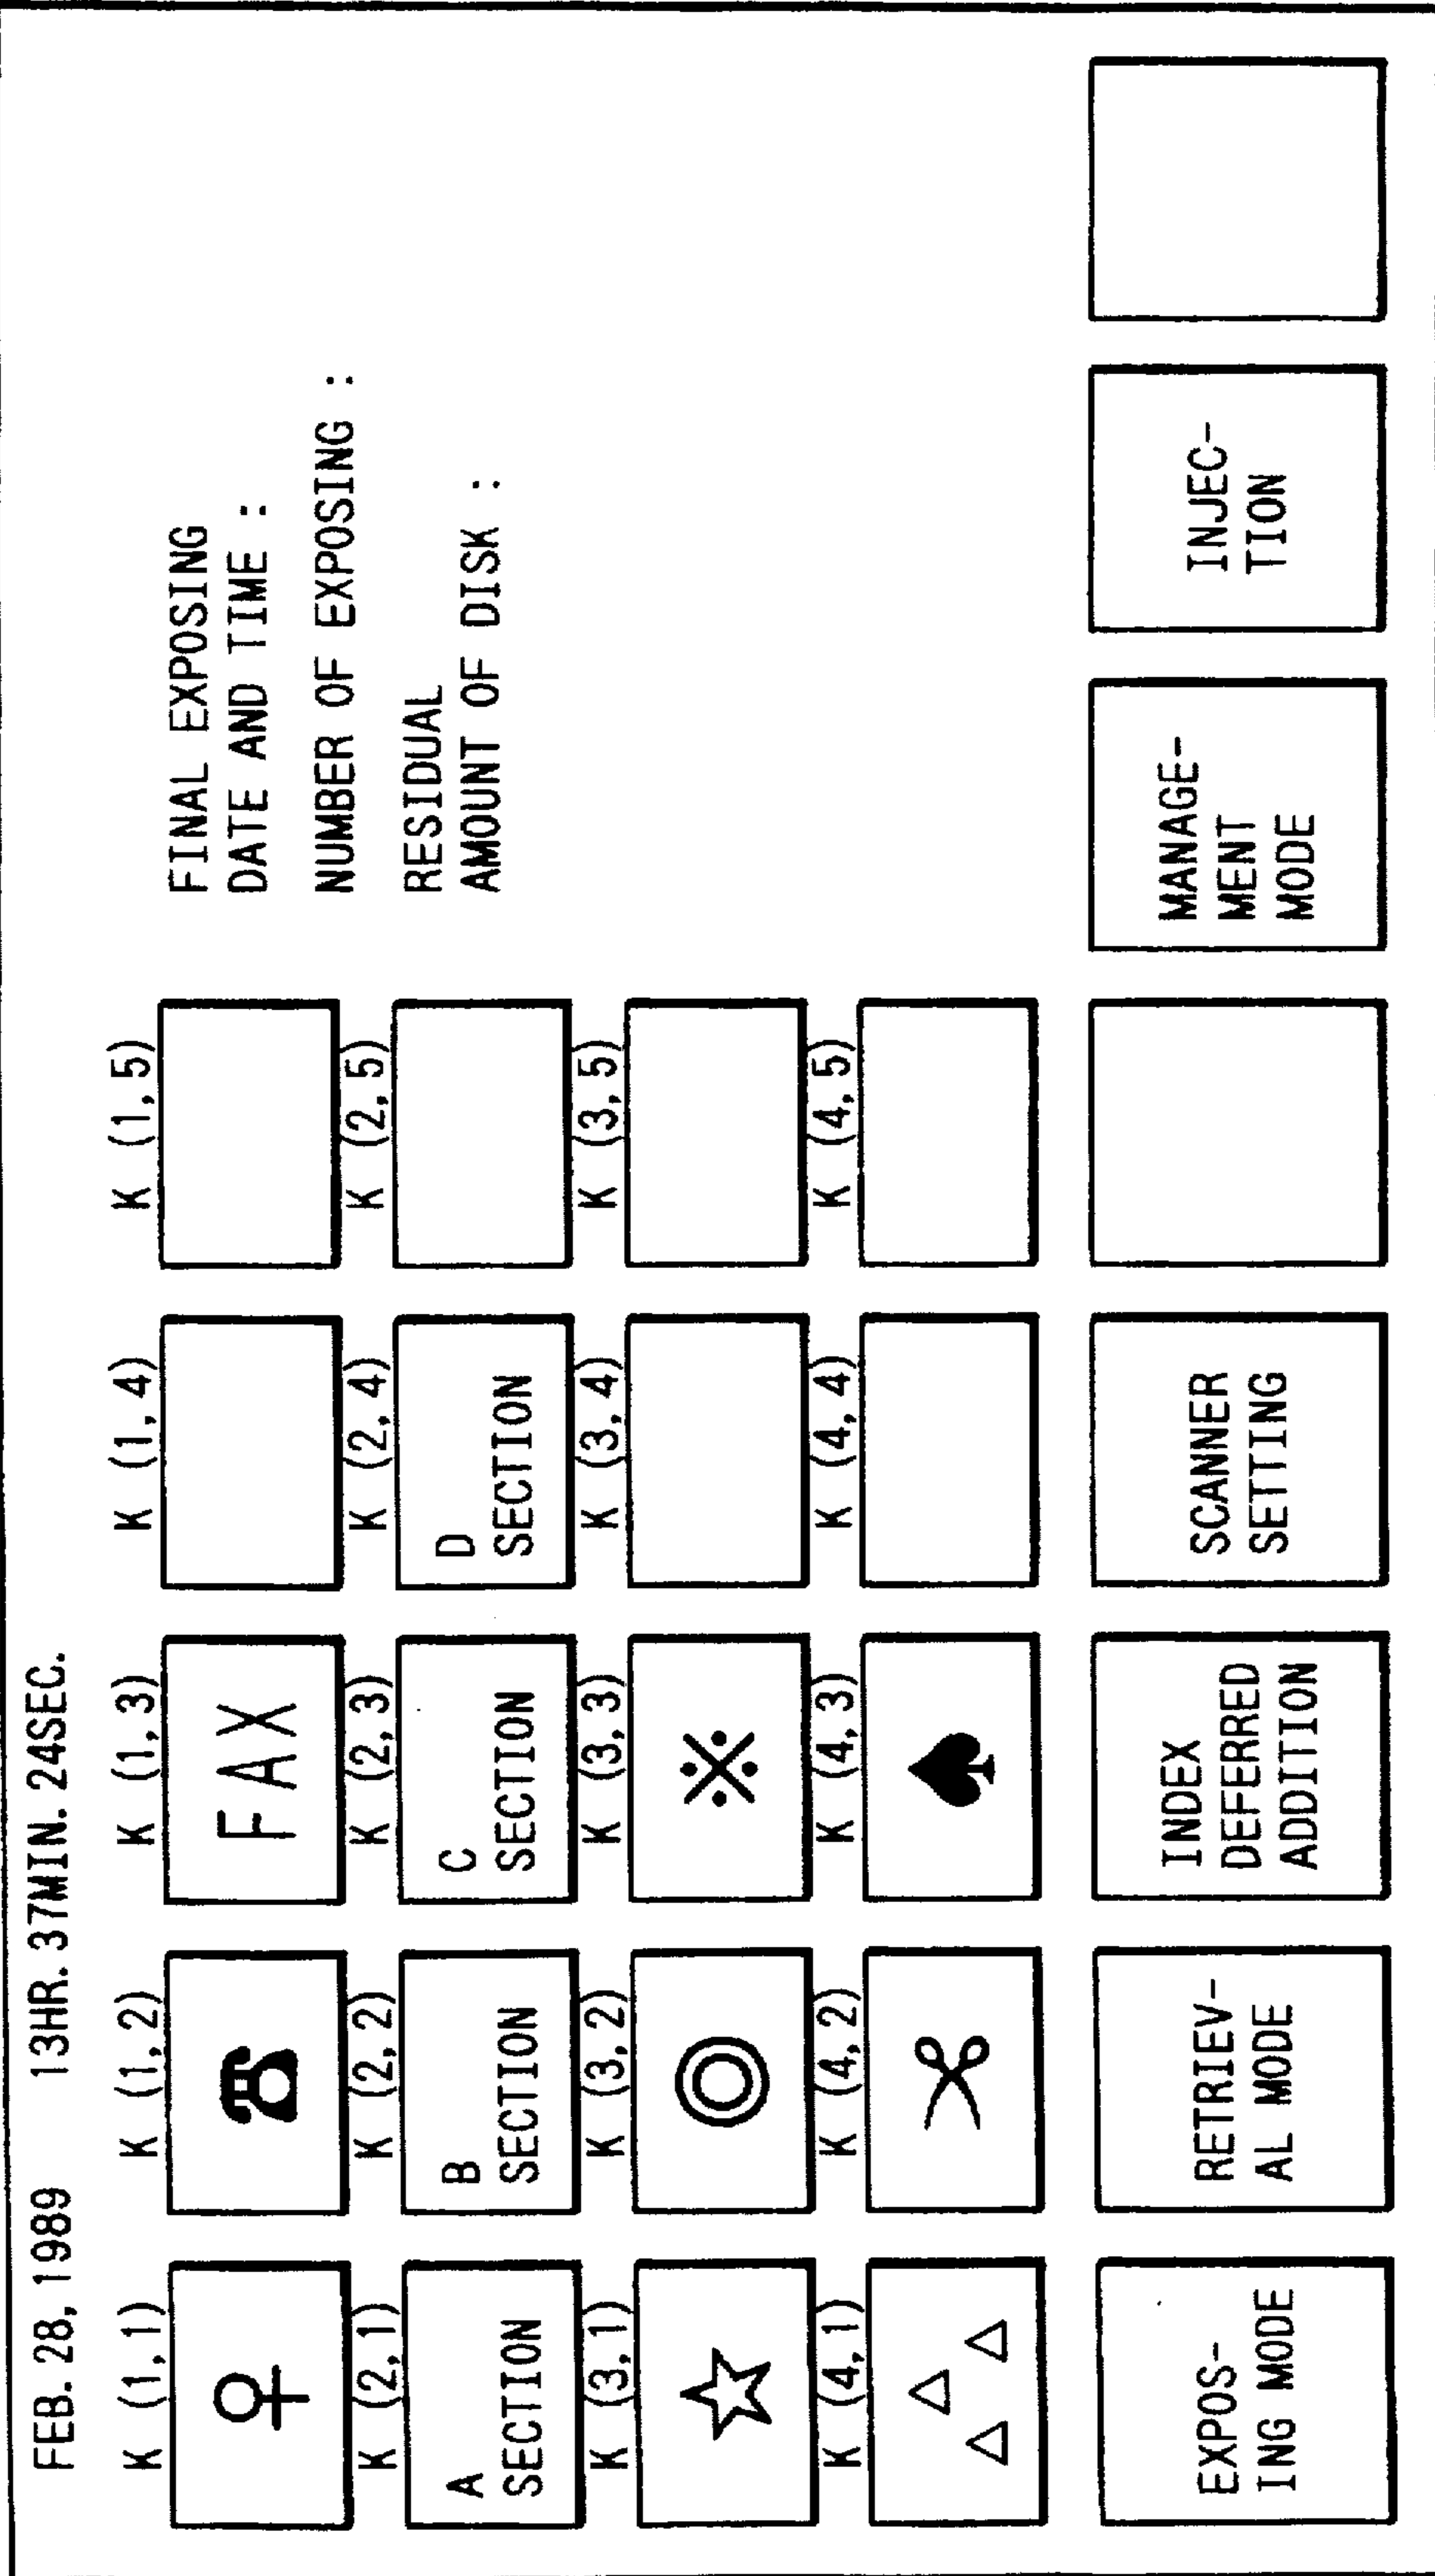 FEB. 28, 1989 13HR. 37MIN. 24SEC.
K (1, 1) K (1, 2) K (1, 3) K (1, 4) K (1, 5)
FAX
FINAL EXPOSING
DATE AND TIME :
NUMBER OF EXPOSING :
RESIDUAL
AMOUNT OF DISK :
K (2, 1) K (2, 2) K (2, 3) K (2, 4) K (2, 5)
A
SECTION
B
SECTION
C
SECTION
D
SECTION
K (3, 1) K (3, 2) K (3, 3) K (3, 4) K (3, 5)
※
K (4, 1) K (4, 2) K (4, 3) K (4, 4) K (4, 5)
EXPOS-
ING MODE
RETRIEV-
AL MODE
INDEX
DEFERRED
ADDITION
SCANNER
SETTING
MANAGE-
MENT
MODE
INJEC-
TION